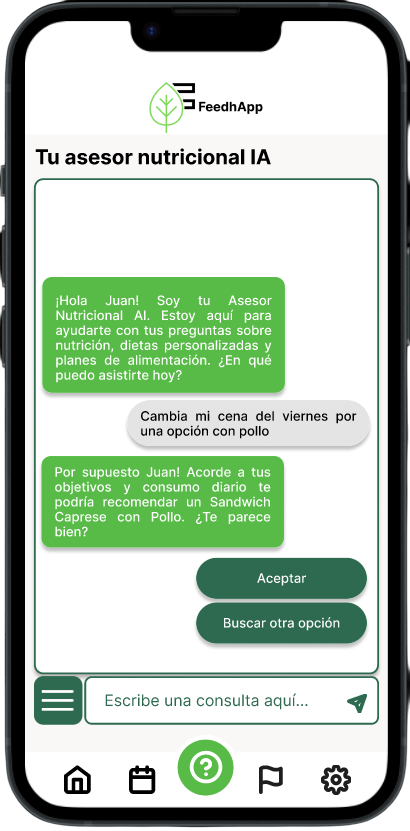 FeedhApp
Tu asesor nutricional IA
¡Hola Juan! Soy tu Asesor
Nutricional AI. Estoy aquí para
ayudarte con tus preguntas sobre
nutrición, dietas personalizadas y
planes de alimentación. ¿En qué
puedo asistirte hoy?
Cambia mi cena del viernes por
una opción con pollo
Por supuesto Juan! Acorde a tus
objetivos y consumo diario te
podría recomendar un Sandwich
Caprese con Pollo. ¿Te parece
bien?
Aceptar
Buscar otra opción
Escribe una consulta aquí...